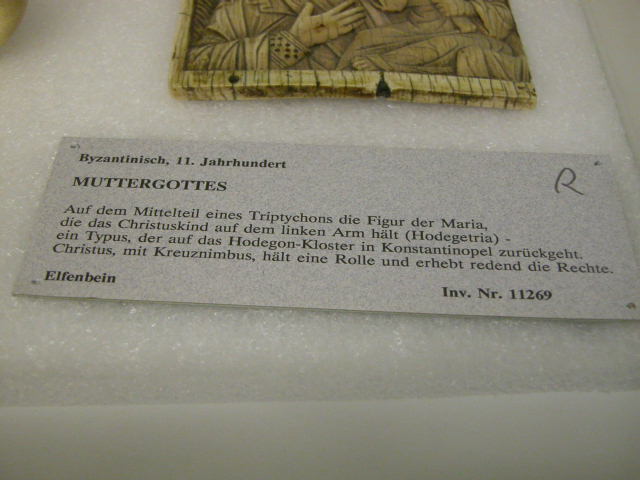 Byzantinisch, 11. Jahrhundert
R
MUTTERGOTTES
Auf dem Mittelteil eines Triptychons die Figur der Maria,
die das Christuskind auf dem linken Arm hält (Hodegetria) -
ein Typus, der auf das Hodegon-Kloster in Konstantinopel zurückgeht.
Christus, mit Kreuznimbus, hält eine Rolle und erhebt redend die Rechte.
Elfenbein
Inv. Nr. 11269